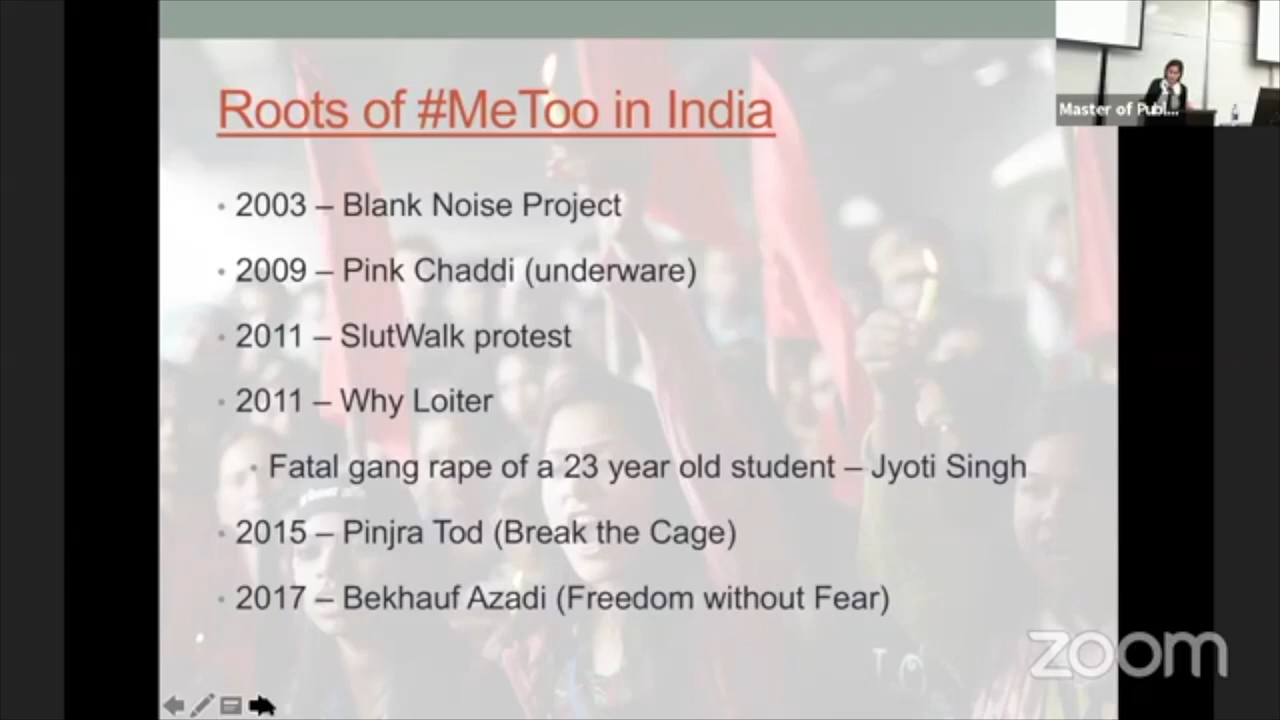 Roots of #MeToo in India
• 2003 – Blank Noise Project
• 2009 – Pink Chaddi (underware)
• 2011 – SlutWalk protest
• 2011 – Why Loiter
• Fatal gang rape of a 23 year old student – Jyoti Singh
• 2015 – Pinjra Tod (Break the Cage)
• 2017 – Bekhauf Azadi (Freedom without Fear)
Master of Publ...
zoom